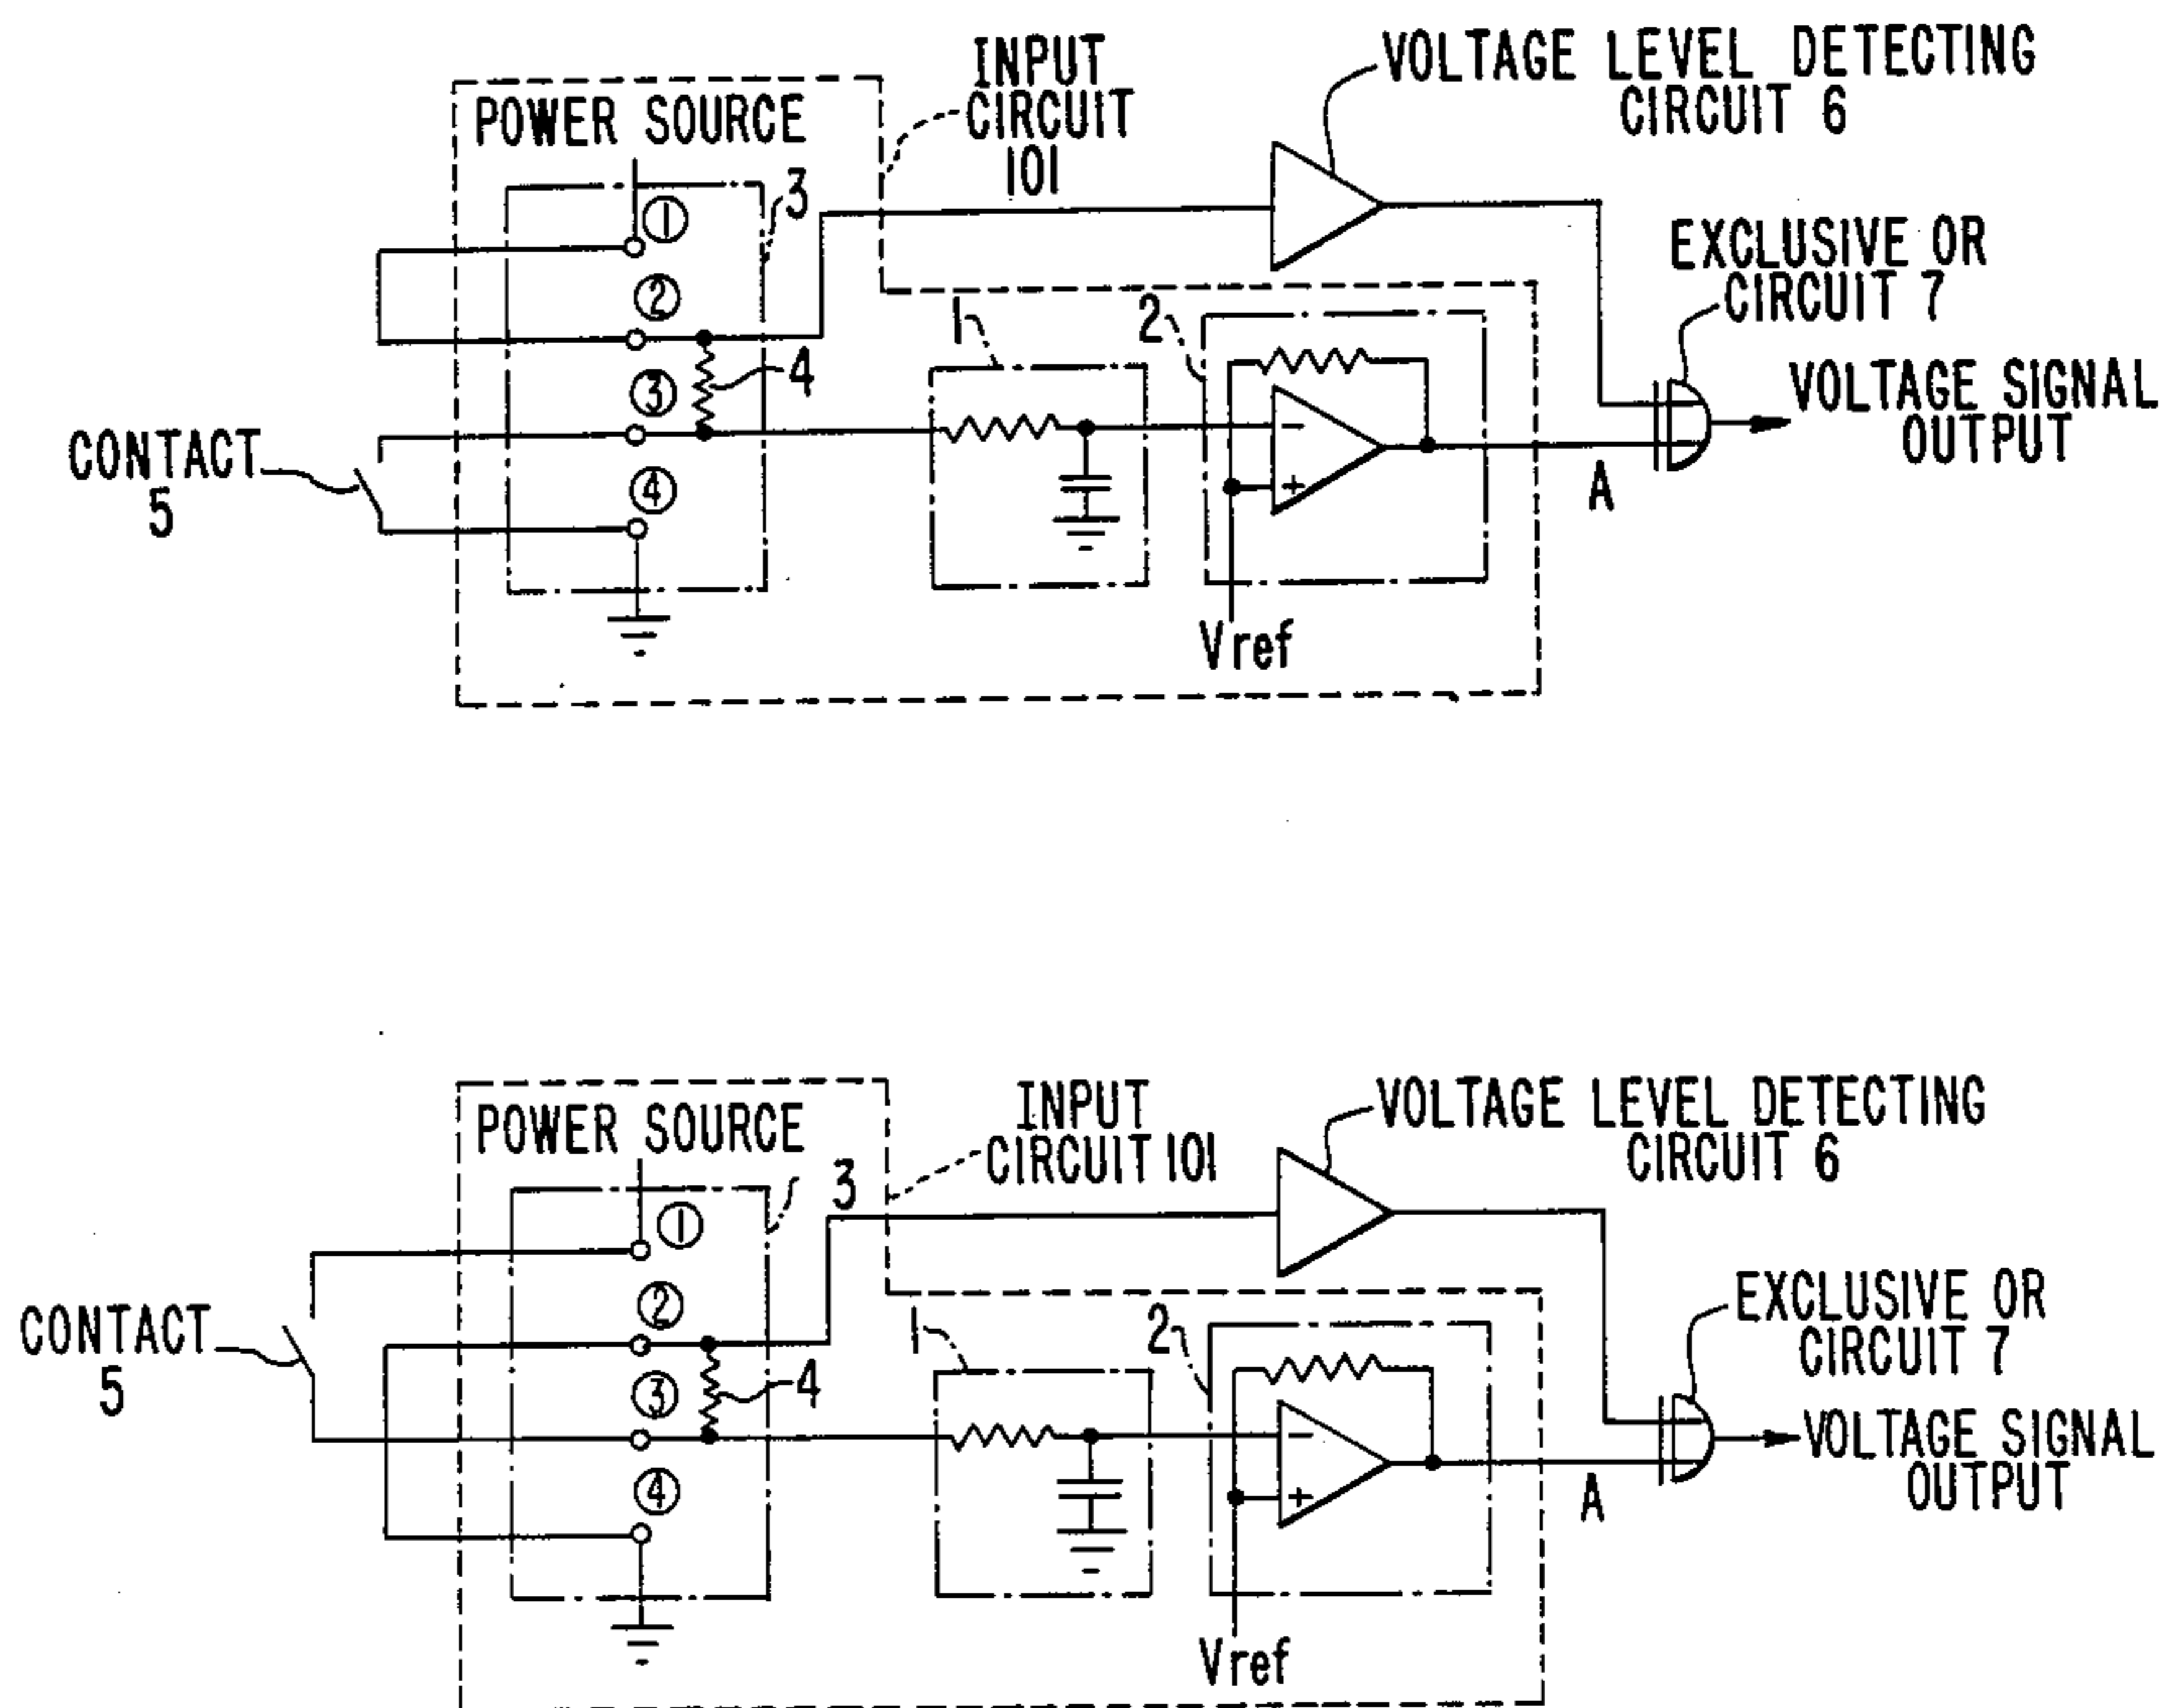 INPUT
CIRCUIT
101
VOLTAGE LEVEL DETECTING
CIRCUIT 6
POWER SOURCE
3
①
②
③
④
4
EXCLUSIVE OR
CIRCUIT 7
1
2
VOLTAGE SIGNAL
OUTPUT
CONTACT
5
−
+
A
Vref
INPUT
CIRCUIT 101
VOLTAGE LEVEL DETECTING
CIRCUIT 6
POWER SOURCE
3
①
②
③
④
4
EXCLUSIVE OR
CIRCUIT 7
1
2
CONTACT
5
VOLTAGE SIGNAL
OUTPUT
−
+
A
Vref